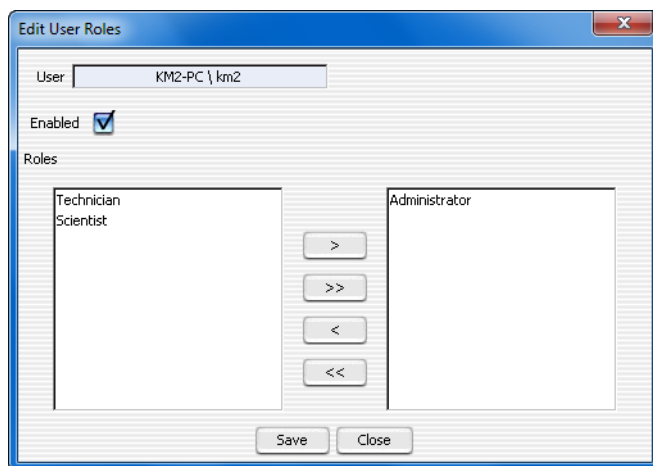 Edit User Roles
User KM2-PC \ km2
Enabled
Roles
Technician
Scientist
Administrator
>
>>
<
<<
Save Close